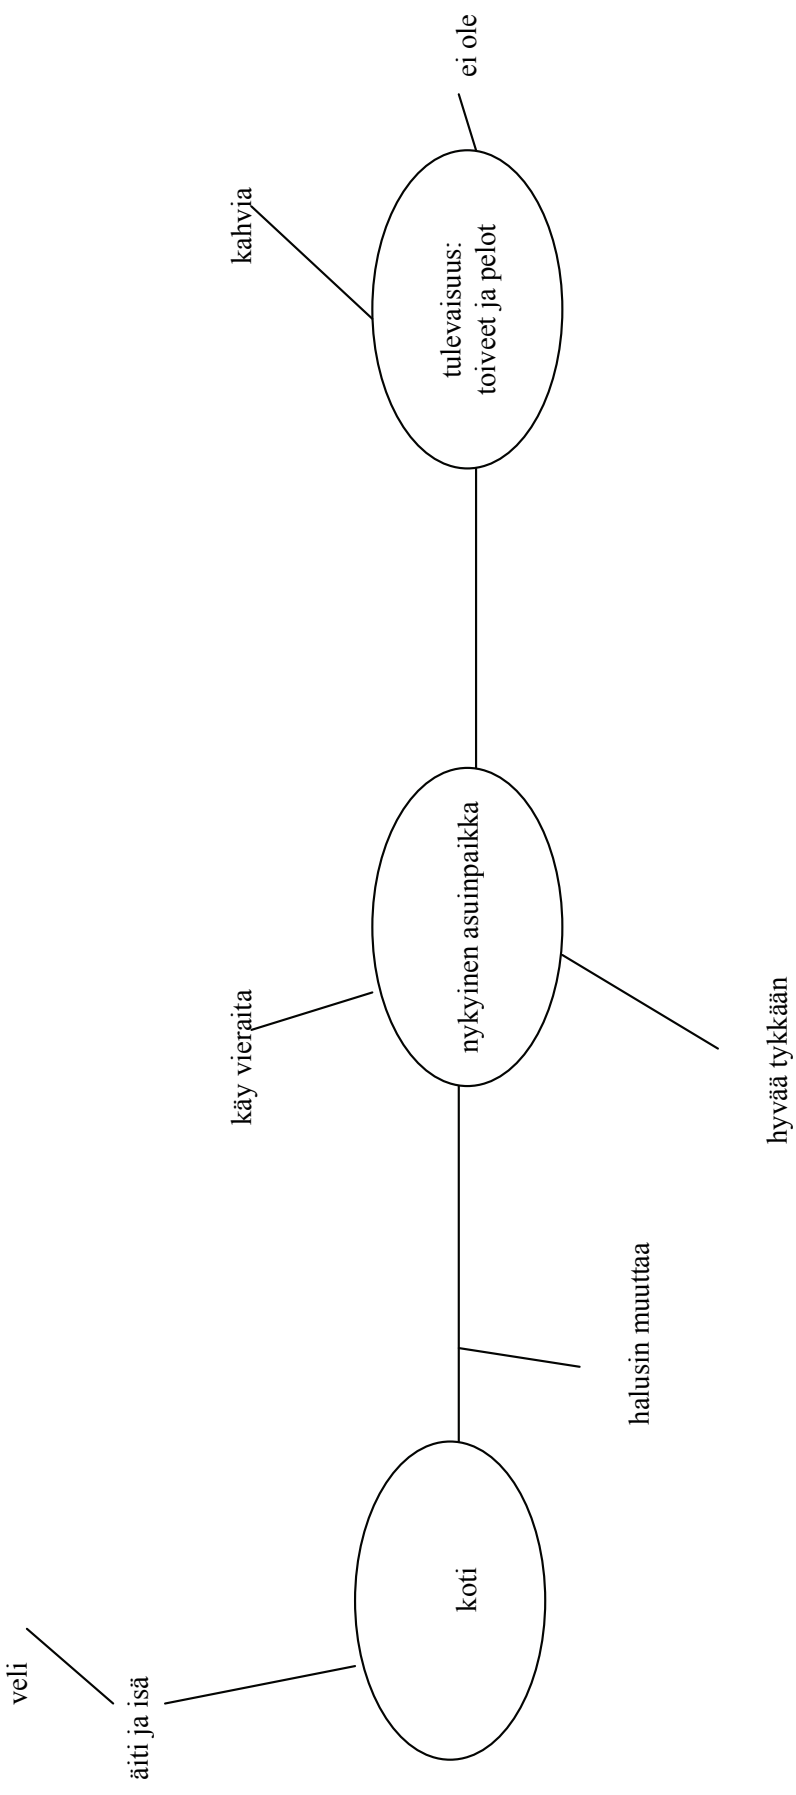 veli
äiti ja isä
koti
halusin muuttaa
käy vieraita
nykyinen asuinpaikka
hyvää tykkään
kahvia
tulevaisuus:
toiveet ja pelot
ei ole